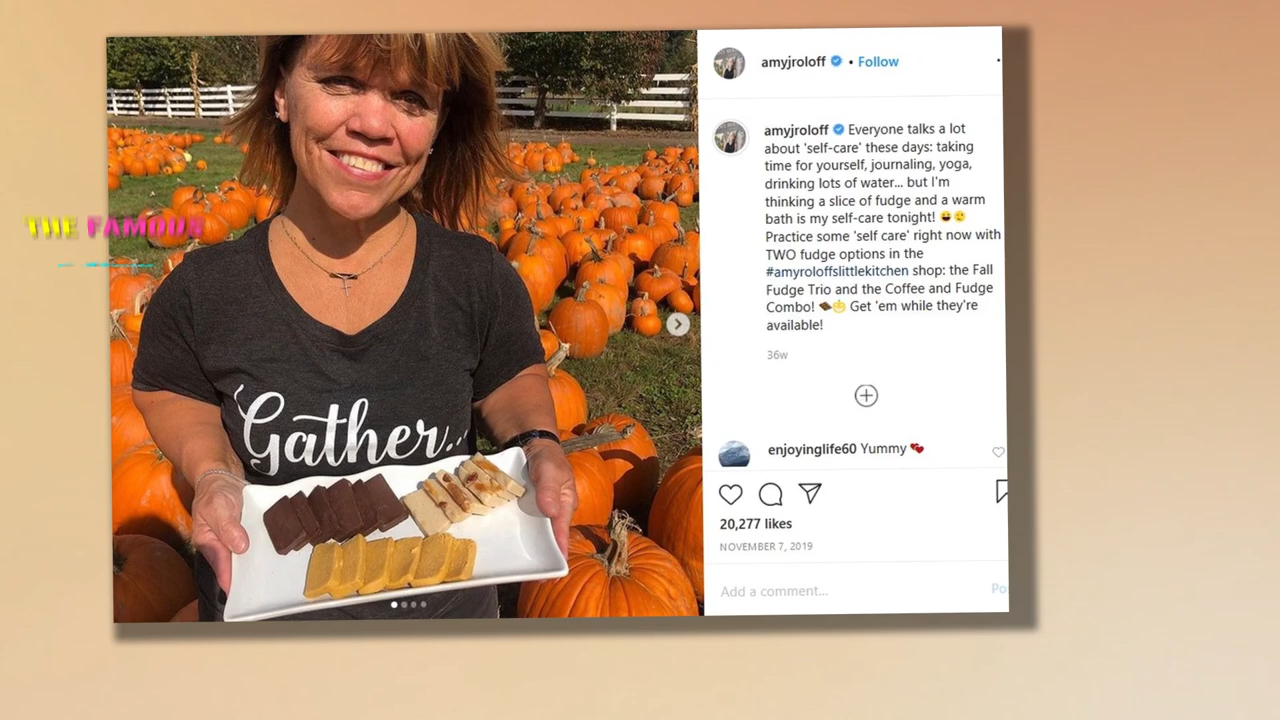 THE FAMOUS
Gather...
amyjroloff • Follow
amyjroloff Everyone talks a lot
about 'self-care' these days: taking
time for yourself, journaling, yoga,
drinking lots of water... but I'm
thinking a slice of fudge and a warm
bath is my self-care tonight! 😄😉
Practice some 'self care' right now with
TWO fudge options in the
#amyroloffslittlekitchen shop: the Fall
Fudge Trio and the Coffee and Fudge
Combo! 🍫😁 Get 'em while they're
available!
36w
enjoyinglife60 Yummy 💕
20,277 likes
NOVEMBER 7, 2019
Add a comment... Po